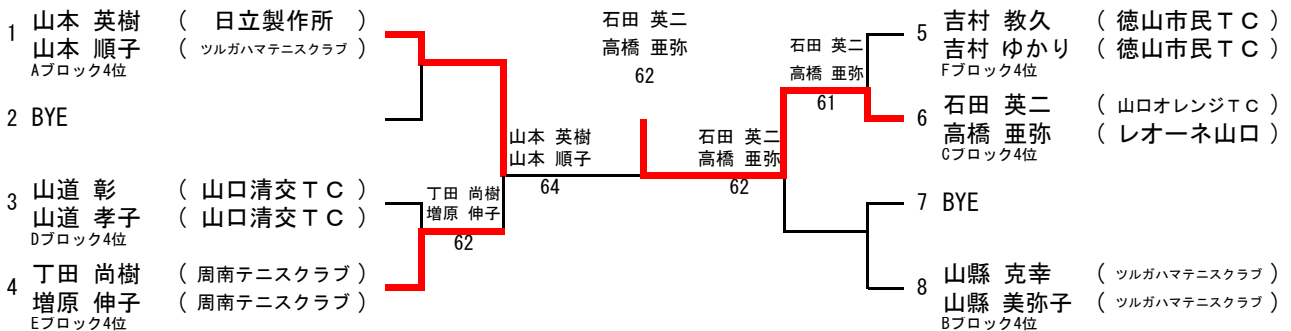 1 山本 英樹 （ 日立製作所 ）
山本 順子 （ ツルガハマテニスクラブ ）
Aブロック4位
2 BYE
3 山道 彰 （ 山口清交TC ）
山道 孝子 （ 山口清交TC ）
Dブロック4位
4 丁田 尚樹 （ 周南テニスクラブ ）
増原 伸子 （ 周南テニスクラブ ）
Eブロック4位
丁田 尚樹
増原 伸子
62
山本 英樹
山本 順子
64
石田 英二
高橋 亜弥
62
石田 英二
高橋 亜弥
62
石田 英二
高橋 亜弥
61
5 吉村 教久 （ 徳山市民TC ）
吉村 ゆかり （ 徳山市民TC ）
Fブロック4位
6 石田 英二 （ 山口オレンジTC ）
高橋 亜弥 （ レオーネ山口 ）
Cブロック4位
7 BYE
8 山縣 克幸 （ ツルガハマテニスクラブ ）
山縣 美弥子 （ ツルガハマテニスクラブ ）
Bブロック4位